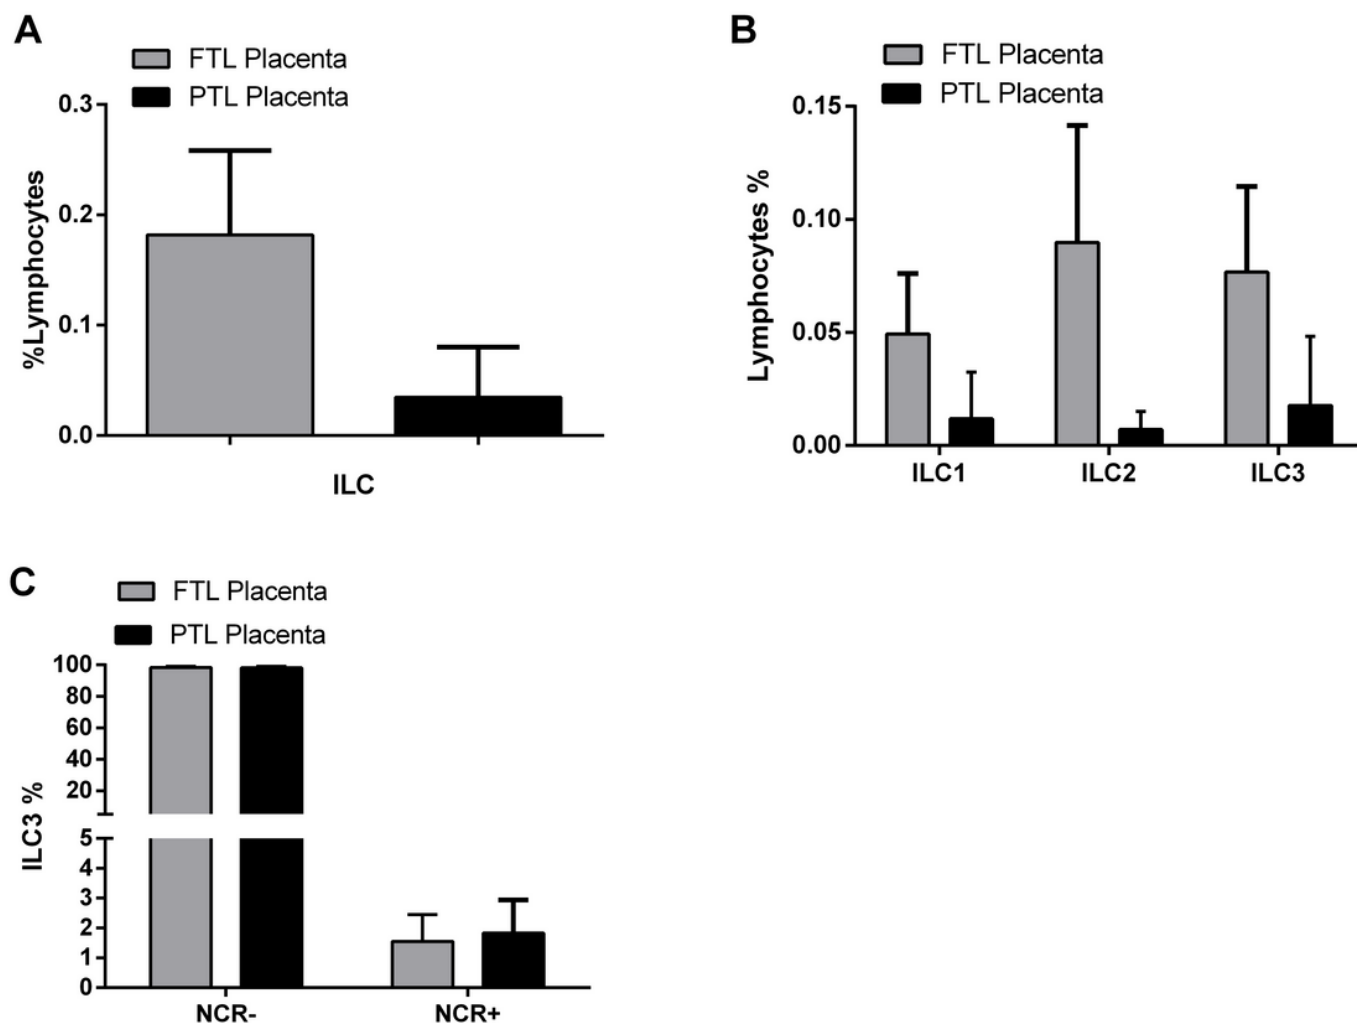 A
FTL Placenta
PTL Placenta
%Lymphocytes
0.3
0.2
0.1
0.0
ILC
B
FTL Placenta
PTL Placenta
Lymphocytes %
0.15
0.10
0.05
0.00
ILC1 ILC2 ILC3
C
FTL Placenta
PTL Placenta
ILC3 %
100
80
60
40
20
5
4
3
2
1
0
NCR- NCR+